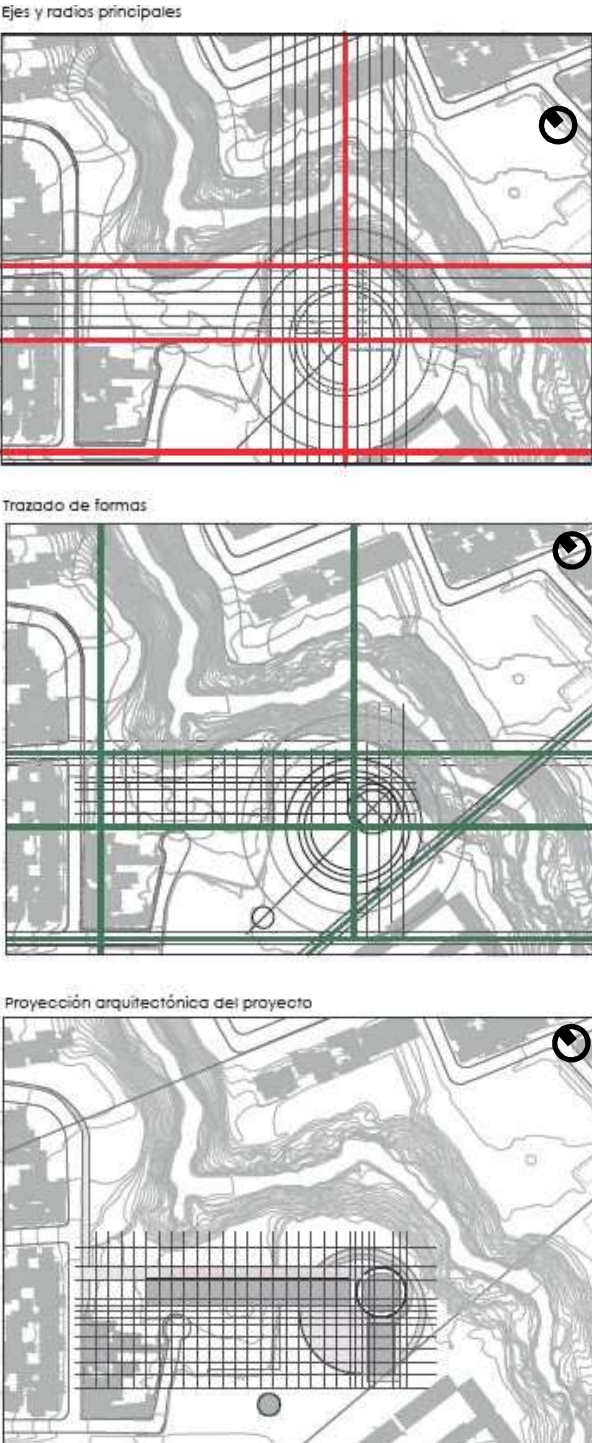 Ejes y radios principales
Trazado de formas
Proyección arquitectónica del proyecto